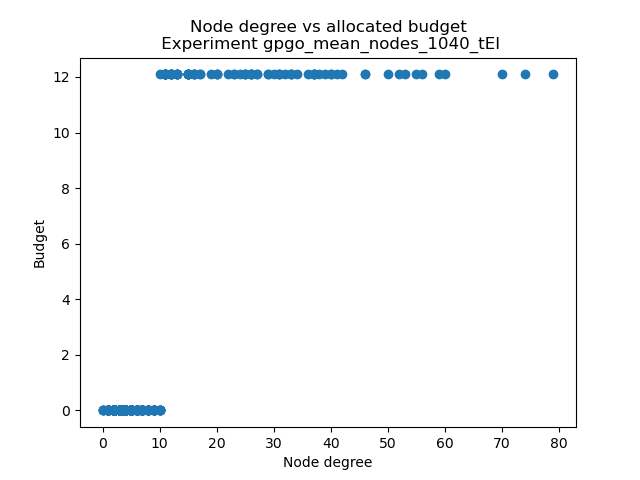 Node degree vs allocated budget
Experiment gpgo_mean_nodes_1040_tEI
12
10
8
6
4
2
0
Budget
0 10 20 30 40 50 60 70 80
Node degree